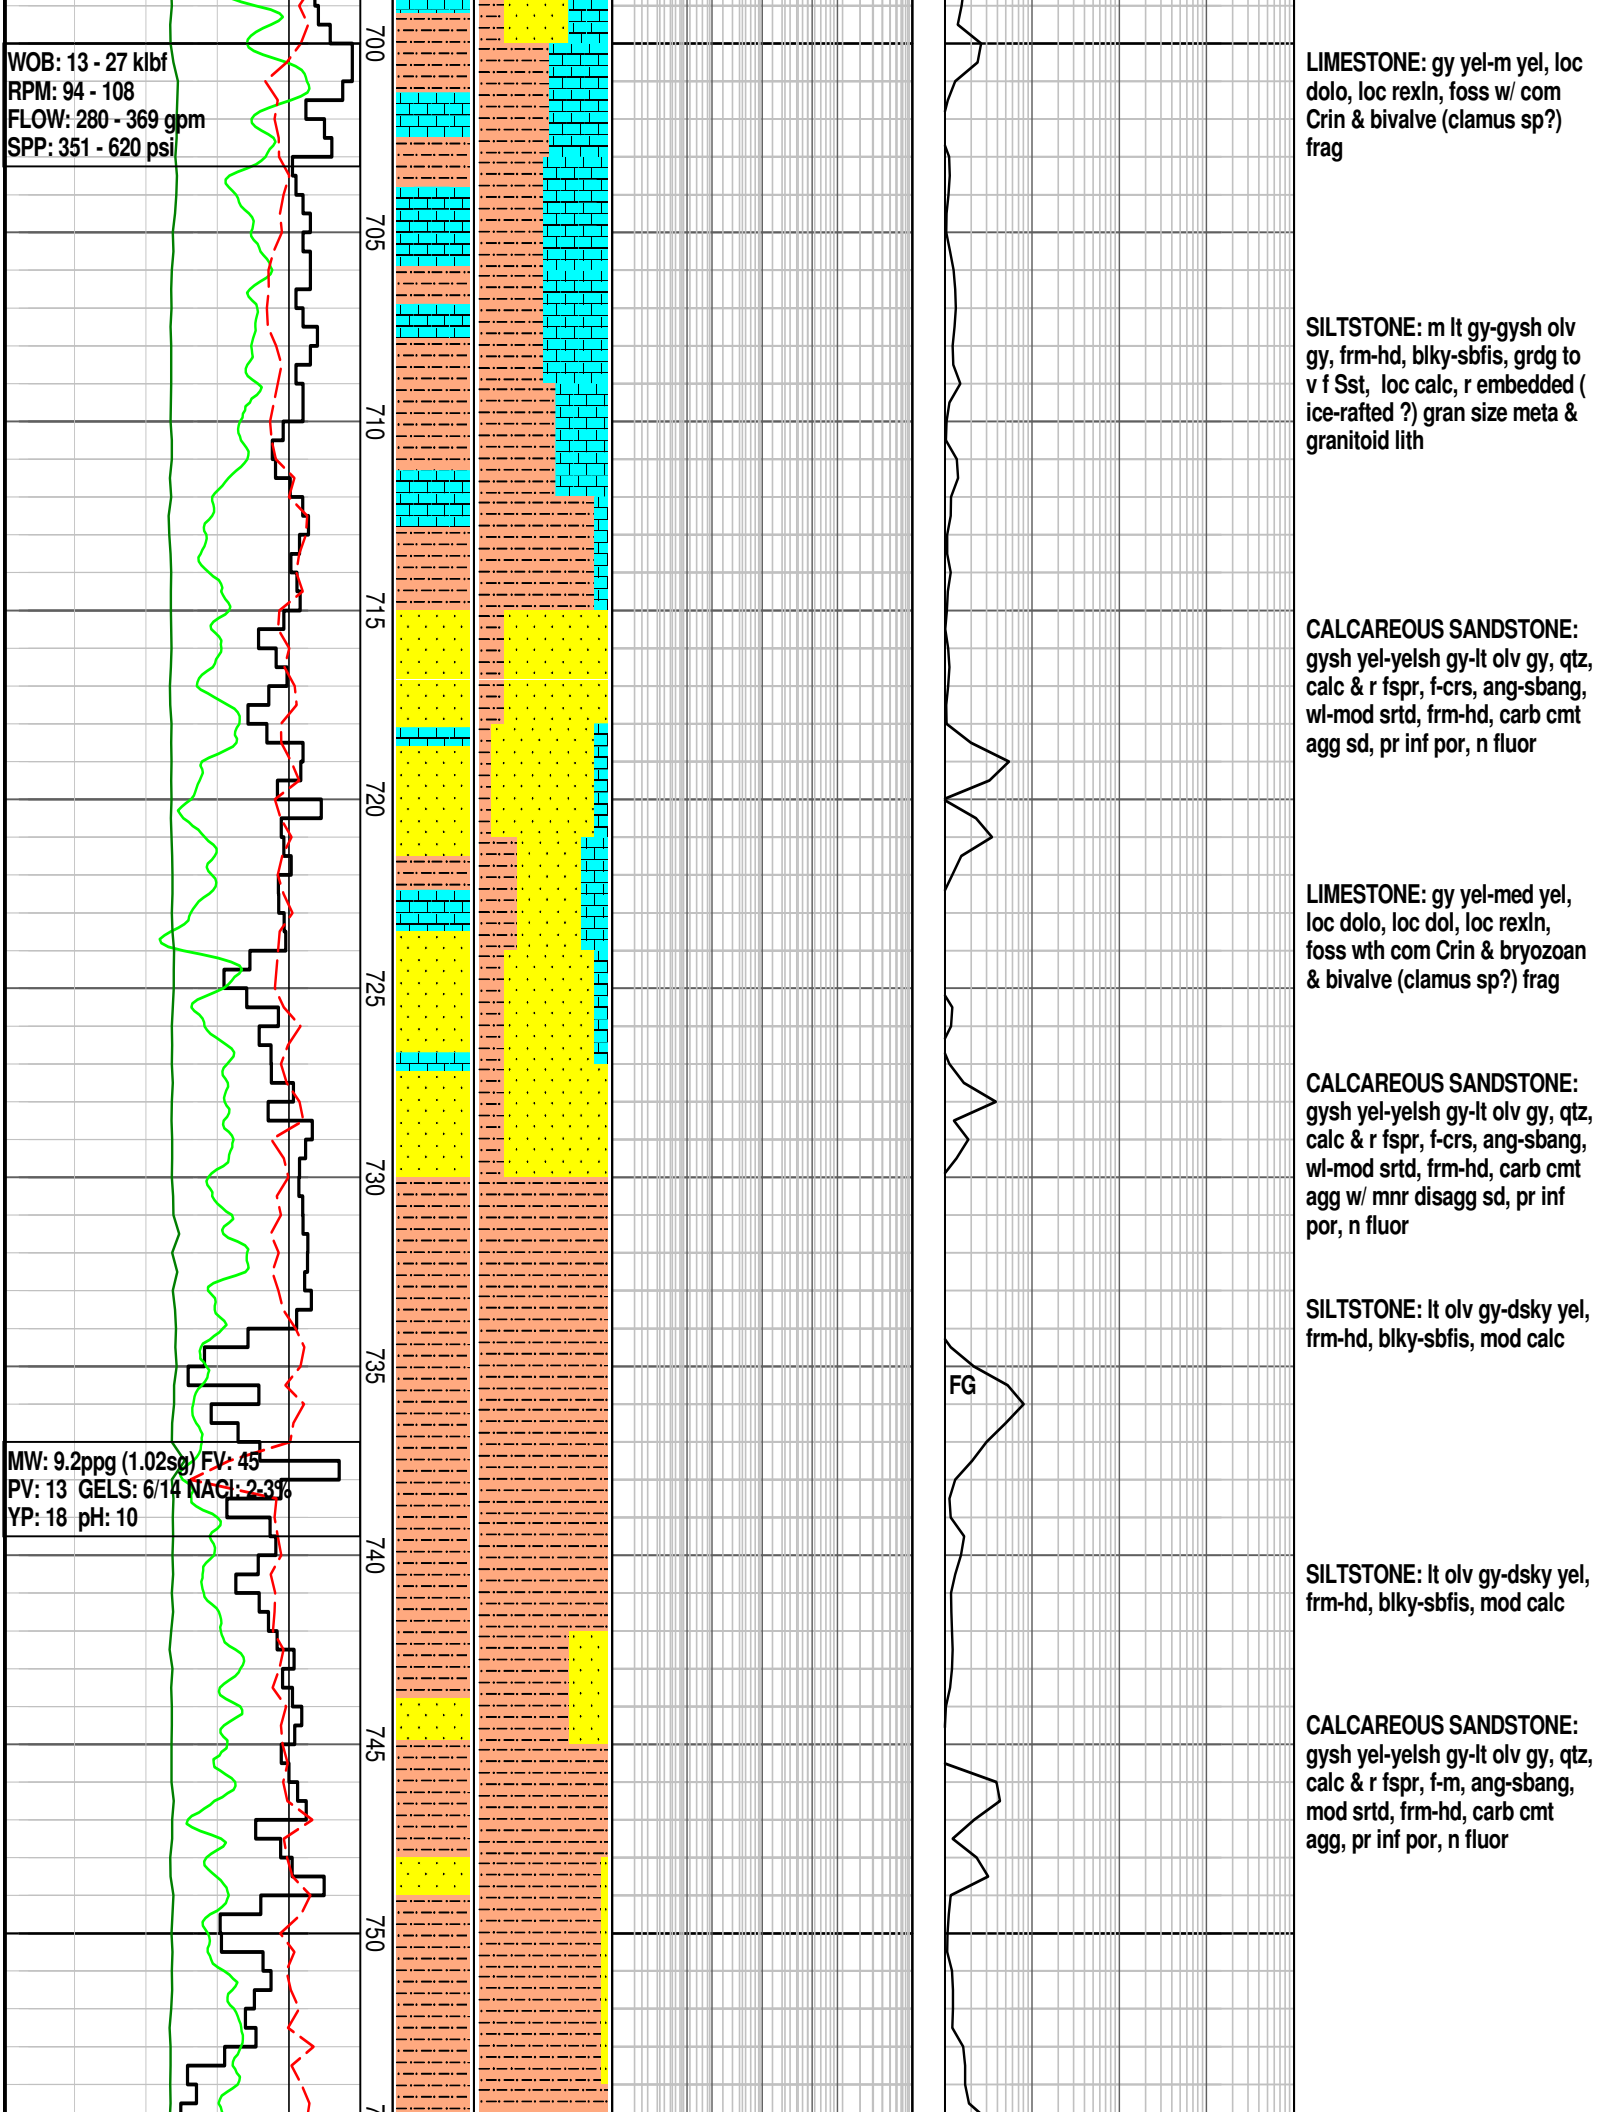 WOB: 13 - 27 klbf
RPM: 94 - 108
FLOW: 280 - 369 gpm
SPP: 351 - 620 psi
700
705
710
715
720
725
730
735
740
745
750
MW: 9.2ppg (1.02sg) FV: 45
PV: 13 GELS: 6/14 NACl: 2-3%
YP: 18 pH: 10
FG
LIMESTONE: gy yel-m yel, loc
dolo, loc rexln, foss w/ com
Crin & bivalve (clamus sp?)
frag
SILTSTONE: m lt gy-gysh olv
gy, frm-hd, blky-sbfis, grdg to
v f Sst, loc calc, r embedded (
ice-rafted ?) gran size meta &
granitoid lith
CALCAREOUS SANDSTONE:
gysh yel-yelsh gy-lt olv gy, qtz,
calc & r fspr, f-crs, ang-sbang,
wl-mod srtd, frm-hd, carb cmt
agg sd, pr inf por, n fluor
LIMESTONE: gy yel-med yel,
loc dolo, loc dol, loc rexln,
foss wth com Crin & bryozoan
& bivalve (clamus sp?) frag
CALCAREOUS SANDSTONE:
gysh yel-yelsh gy-lt olv gy, qtz,
calc & r fspr, f-crs, ang-sbang,
wl-mod srtd, frm-hd, carb cmt
agg w/ mnr disagg sd, pr inf
por, n fluor
SILTSTONE: lt olv gy-dsky yel,
frm-hd, blky-sbfis, mod calc
SILTSTONE: lt olv gy-dsky yel,
frm-hd, blky-sbfis, mod calc
CALCAREOUS SANDSTONE:
gysh yel-yelsh gy-lt olv gy, qtz,
calc & r fspr, f-m, ang-sbang,
mod srtd, frm-hd, carb cmt
agg, pr inf por, n fluor